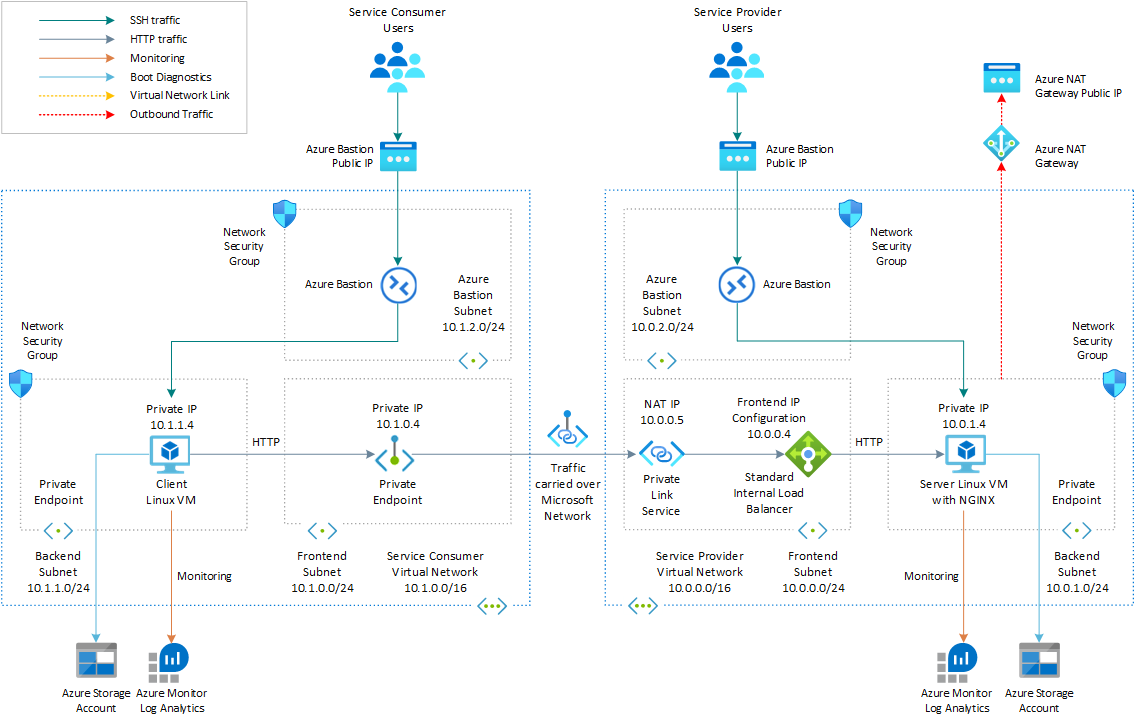 SSH traffic
HTTP traffic
Monitoring
Boot Diagnostics
Virtual Network Link
Outbound Traffic
Service Consumer
Users
Service Provider
Users
Azure NAT
Gateway Public IP
Azure Bastion
Public IP
Azure Bastion
Public IP
Azure NAT
Gateway
Network
Security
Group
Network
Security
Group
Azure Bastion
Azure
Bastion
Subnet
10.1.2.0/24
Azure
Bastion
Subnet
10.0.2.0/24
Azure Bastion
Network
Security
Group
Network
Security
Group
Private IP
10.1.1.4
HTTP
Client
Linux VM
Private
Endpoint
Private IP
10.1.0.4
Private
Endpoint
Traffic
carried over
Microsoft
Network
NAT IP
10.0.0.5
Private
Link
Service
Frontend IP
Configuration
10.0.0.4
Standard
Internal Load
Balancer
HTTP
Private IP
10.0.1.4
Server Linux VM
with NGINX
Private
Endpoint
Backend
Subnet
10.1.1.0/24
Monitoring
Frontend
Subnet
10.1.0.0/24
Service Consumer
Virtual Network
10.1.0.0/16
Service Provider
Virtual Network
10.0.0.0/16
Frontend
Subnet
10.0.0.0/24
Monitoring
Backend
Subnet
10.0.1.0/24
Azure Storage
Account
Azure Monitor
Log Analytics
Azure Monitor
Log Analytics
Azure Storage
Account